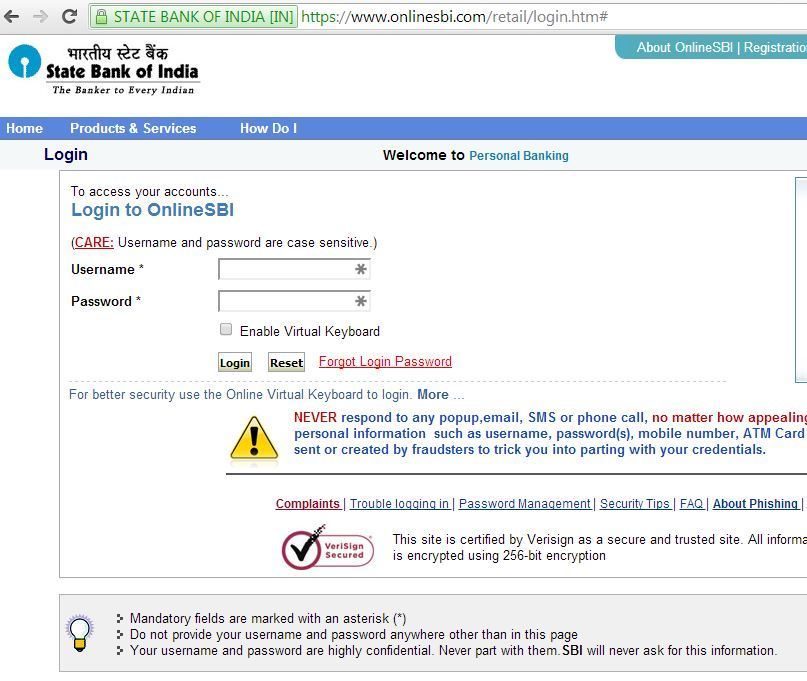 STATE BANK OF INDIA [IN] https://www.onlinesbi.com/retail/login.htm#
About OnlineSBI | Registratio
भारतीय स्टेट बैंक
State Bank of India
The Banker to Every Indian
Home Products & Services How Do I
Login Welcome to Personal Banking
To access your accounts...
Login to OnlineSBI
(CARE: Username and password are case sensitive.)
Username *
Password *
Enable Virtual Keyboard
Login Reset Forgot Login Password
For better security use the Online Virtual Keyboard to login. More ...
NEVER respond to any popup,email, SMS or phone call, no matter how appealing
personal information such as username, password(s), mobile number, ATM Card
sent or created by fraudsters to trick you into parting with your credentials.
Complaints | Trouble logging in | Password Management | Security Tips | FAQ | About Phishing |
VeriSign
Secured
This site is certified by Verisign as a secure and trusted site. All informa
is encrypted using 256-bit encryption
Mandatory fields are marked with an asterisk (*)
Do not provide your username and password anywhere other than in this page
Your username and password are highly confidential. Never part with them.SBI will never ask for this information.